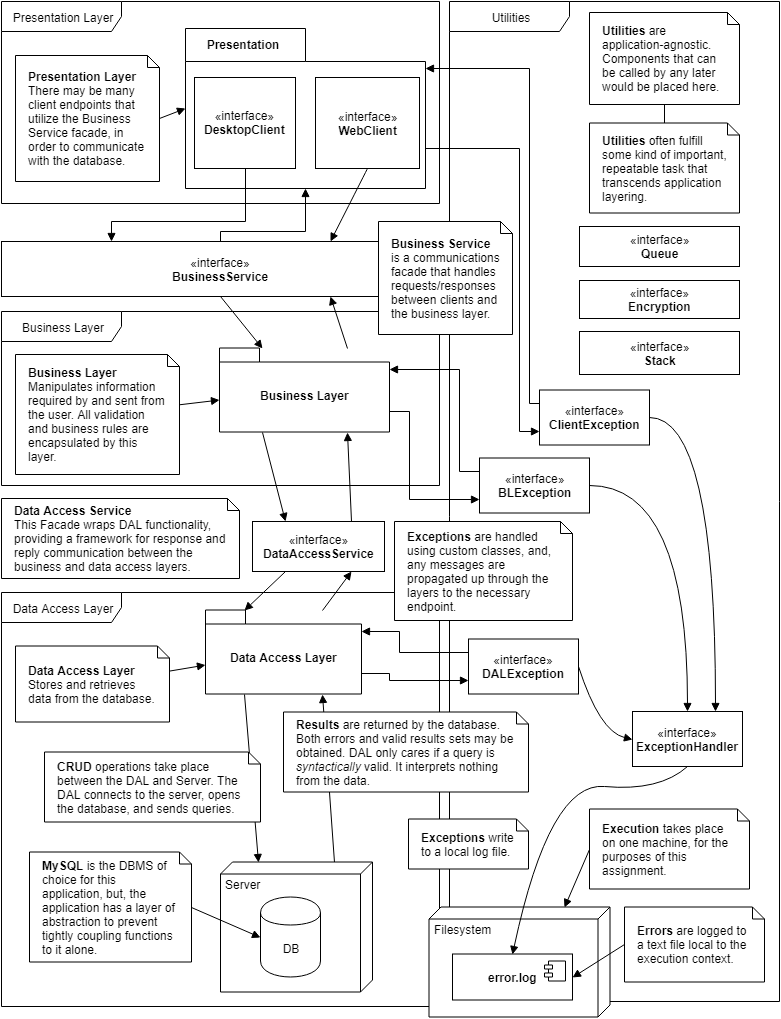 Presentation Layer
Utilities
Presentation
Presentation Layer
There may be many
client endpoints that
utilize the Business
Service facade, in
order to communicate
with the database.
«interface»
DesktopClient
«interface»
WebClient
Utilities are
application-agnostic.
Components that can
be called by any later
would be placed here.
Utilities often fulfill
some kind of important,
repeatable task that
transcends application
layering.
«interface»
BusinessService
Business Service
is a communications
facade that handles
requests/responses
between clients and
the business layer.
«interface»
Queue
«interface»
Encryption
«interface»
Stack
Business Layer
Business Layer
Manipulates information
required by and sent from
the user. All validation
and business rules are
encapsulated by this
layer.
Business Layer
«interface»
ClientException
«interface»
BLException
Data Access Service
This Facade wraps DAL functionality,
providing a framework for response and
reply communication between the
business and data access layers.
«interface»
DataAccessService
Exceptions are handled
using custom classes, and,
any messages are
propagated up through the
layers to the necessary
endpoint.
Data Access Layer
Data Access Layer
Stores and retrieves
data from the database.
Data Access Layer
«interface»
DALException
«interface»
ExceptionHandler
Results are returned by the database.
Both errors and valid results sets may be
obtained. DAL only cares if a query is
syntactically valid. It interprets nothing
from the data.
CRUD operations take place
between the DAL and Server. The
DAL connects to the server, opens
the database, and sends queries.
Exceptions write
to a local log file.
Execution takes place
on one machine, for the
purposes of this
assignment.
MySQL is the DBMS of
choice for this
application, but, the
application has a layer of
abstraction to prevent
tightly coupling functions
to it alone.
Server
DB
Filesystem
error.log
Errors are logged to
a text file local to the
execution context.